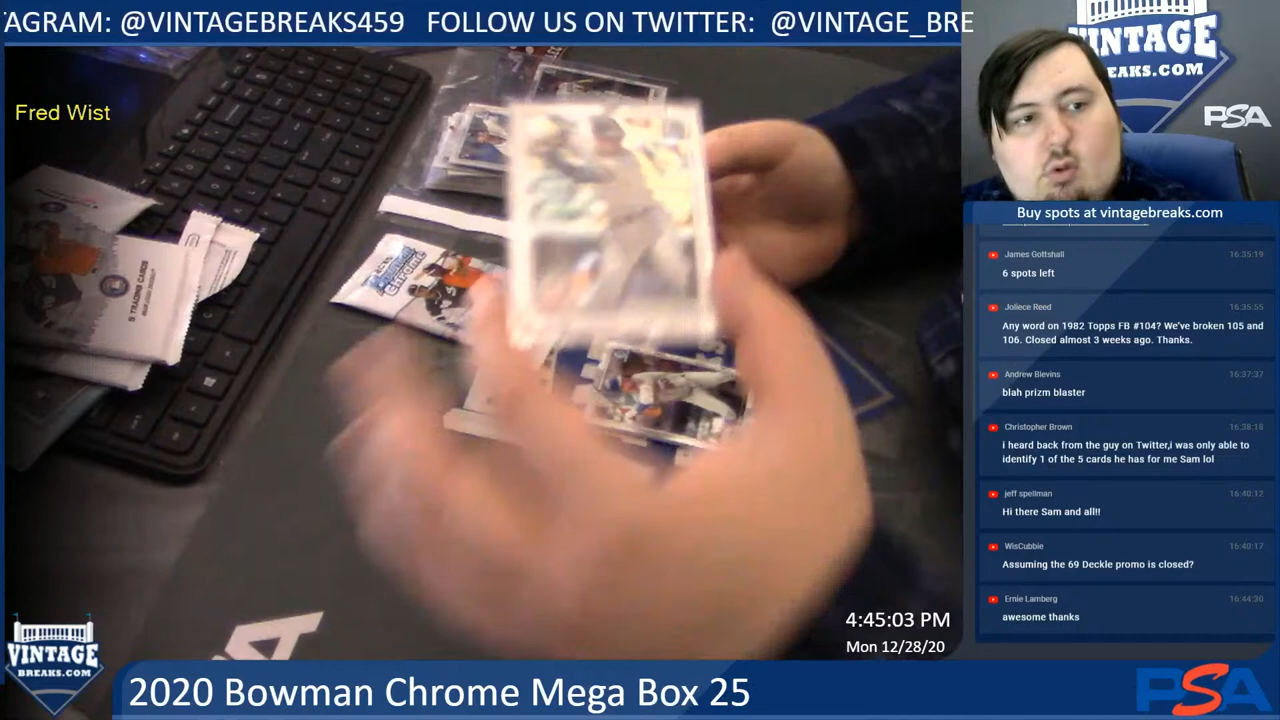 AGRAM: @VINTAGEBREAKS459 FOLLOW US ON TWITTER: @VINTAGE_BRE
VINTAGE
EAKS.COM
PSA
Fred Wist
5 TRADING CARDS
CHROME
Buy spots at vintagebreaks.com
James Gottshall 16:35:19
6 spots left
Joliece Reed 16:35:55
Any word on 1982 Topps FB #104? We've broken 105 and
106. Closed almost 3 weeks ago. Thanks.
Andrew Blevins 16:37:37
blah prizm blaster
Christopher Brown 16:38:18
i heard back from the guy on Twitter,i was only able to
identify 1 of the 5 cards he has for me Sam lol
jeff spellman 16:40:12
Hi there Sam and all!!
WisCubbie 16:40:17
Assuming the 69 Deckle promo is closed?
Ernie Lamberg 16:44:30
awesome thanks
4:45:03 PM
Mon 12/28/20
VINTAGE
BREAKS.COM
2020 Bowman Chrome Mega Box 25
PSA